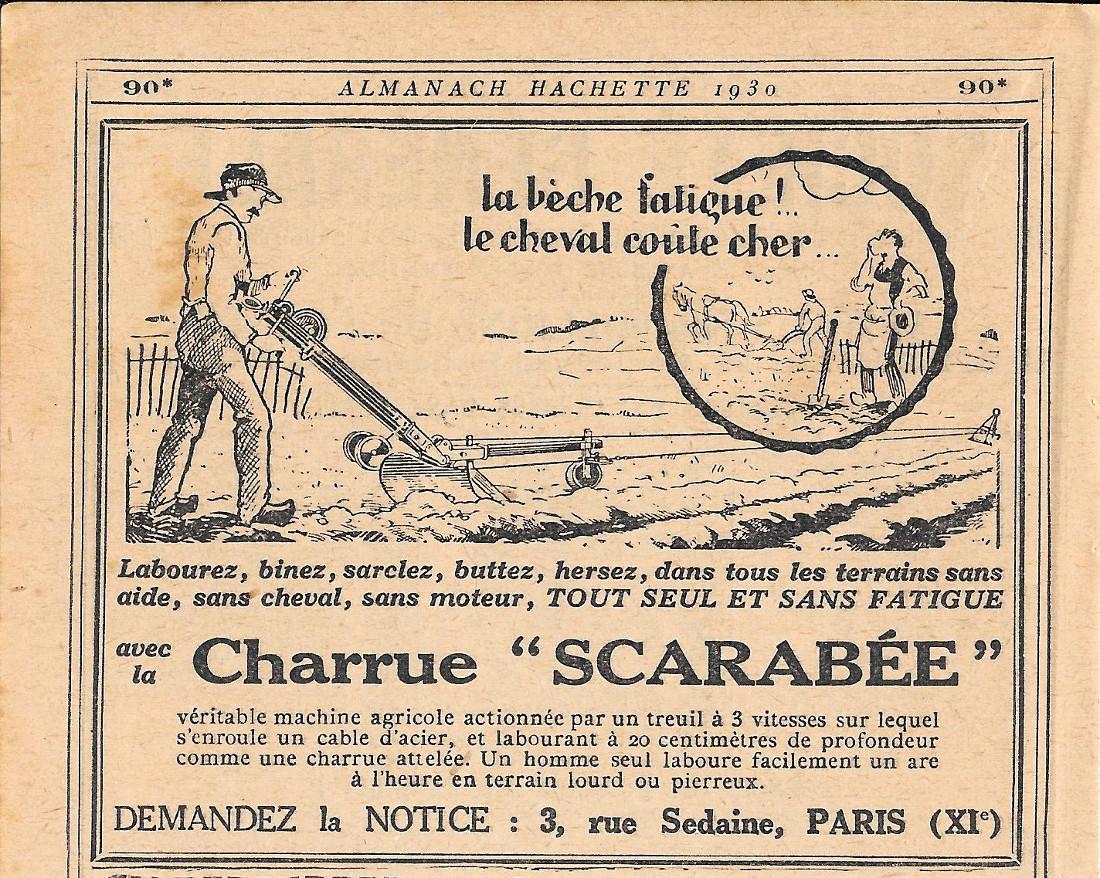 90*
ALMANACH HACHETTE 1930
90*
la bèche fatigue!..
le cheval coûte cher...
Labourez, binez, sarclez, buttez, hersez, dans tous les terrains sans
aide, sans cheval, sans moteur, TOUT SEUL ET SANS FATIGUE
avec
la
Charrue “SCARABÉE”
véritable machine agricole actionnée par un treuil à 3 vitesses sur lequel
s'enroule un cable d'acier, et labourant à 20 centimètres de profondeur
comme une charrue attelée. Un homme seul laboure facilement un are
à l'heure en terrain lourd ou pierreux.
DEMANDEZ la NOTICE : 3, rue Sedaine, PARIS (XIe)